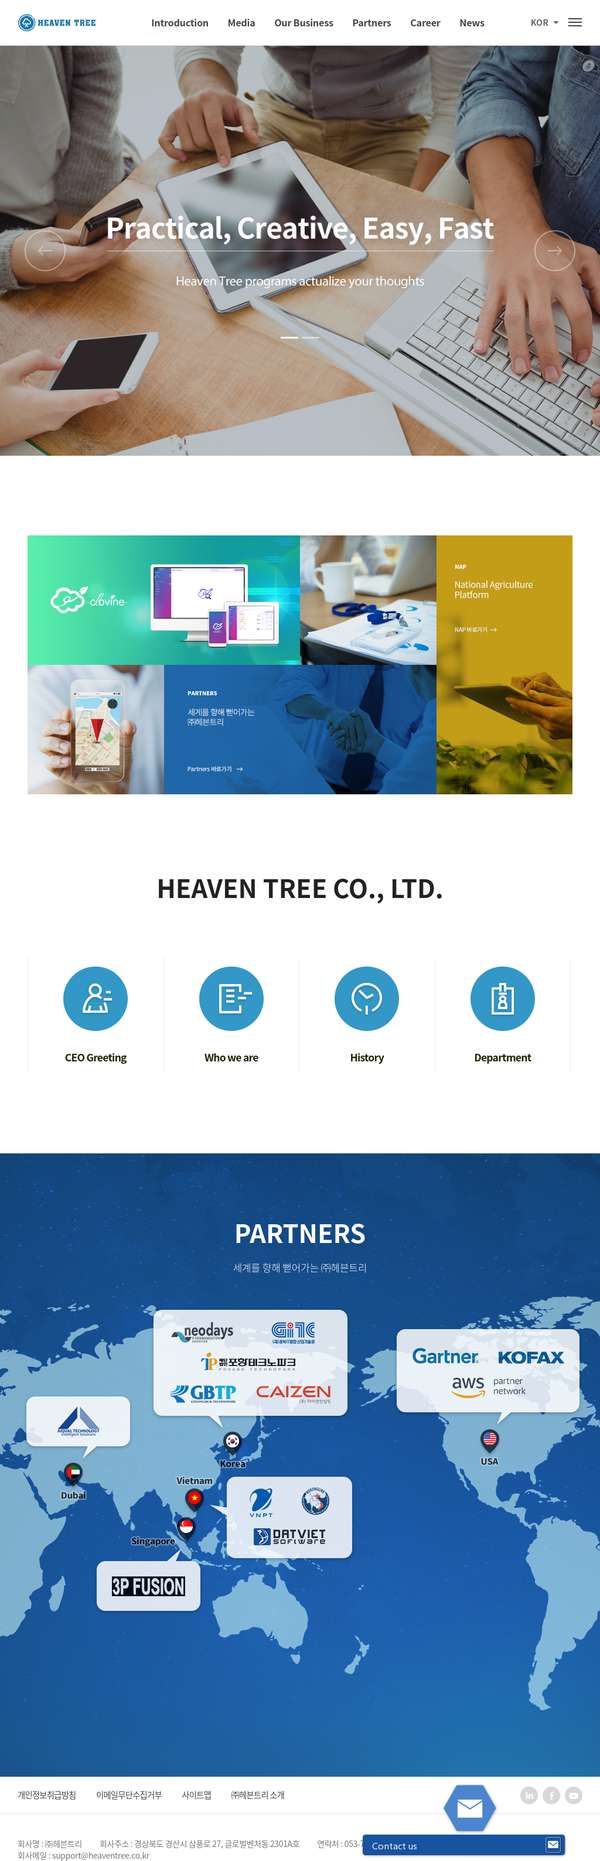 HEAVEN TREE
Introduction Media Our Business Partners Career News
KOR
Practical, Creative, Easy, Fast
Heaven Tree programs actualize your thoughts
clovine
NAP
National Agriculture
Platform
NAP 바로가기 →
PARTNERS
세계를 향해 뻗어가는
㈜헤븐트리
Partners 바로가기 →
HEAVEN TREE CO., LTD.
CEO Greeting
Who we are
History
Department
PARTNERS
세계를 향해 뻗어가는 ㈜헤븐트리
neodays
GITC
포항테크노파크
POHANG TECHNOPARK
GBTP
CAIZEN
Gartner
KOFAX
aws partner
network
Korea
USA
Dubai
Vietnam
VNPT
DATVIET
SOFTWARE
Singapore
3P FUSION
개인정보취급방침 이메일무단수집거부 사이트맵 ㈜헤븐트리 소개
회사명 : ㈜헤븐트리 회사주소 : 경상북도 경산시 삼풍로 27, 글로벌벤처동 2301A호 연락처 : 053-7
회사메일 : support@heaventree.co.kr
Contact us